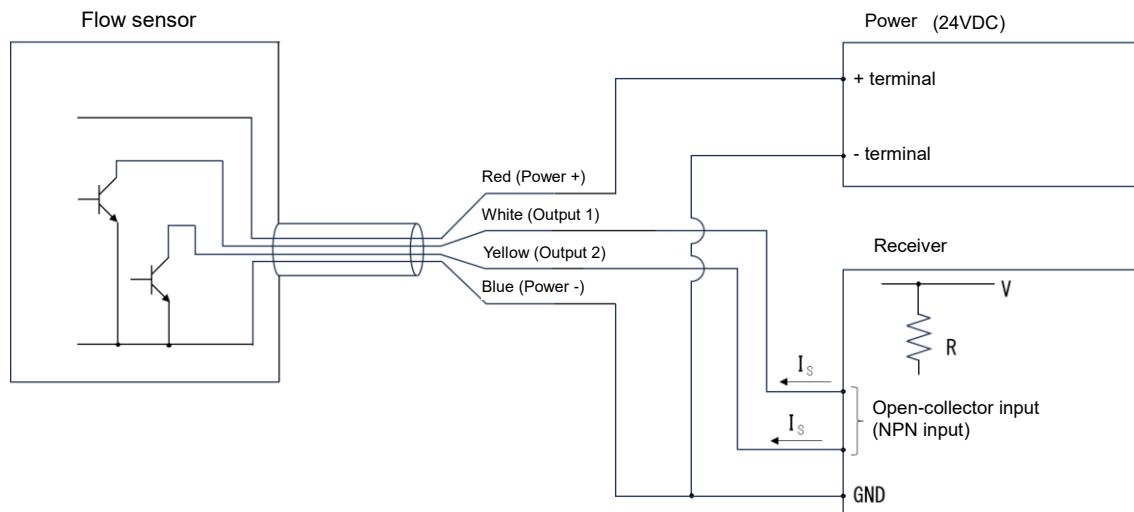 Flow sensor
Power (24VDC)
+ terminal
- terminal
Red (Power +)
White (Output 1)
Yellow (Output 2)
Blue (Power -)
Receiver
V
R
IS
Open-collector input
(NPN input)
IS
GND